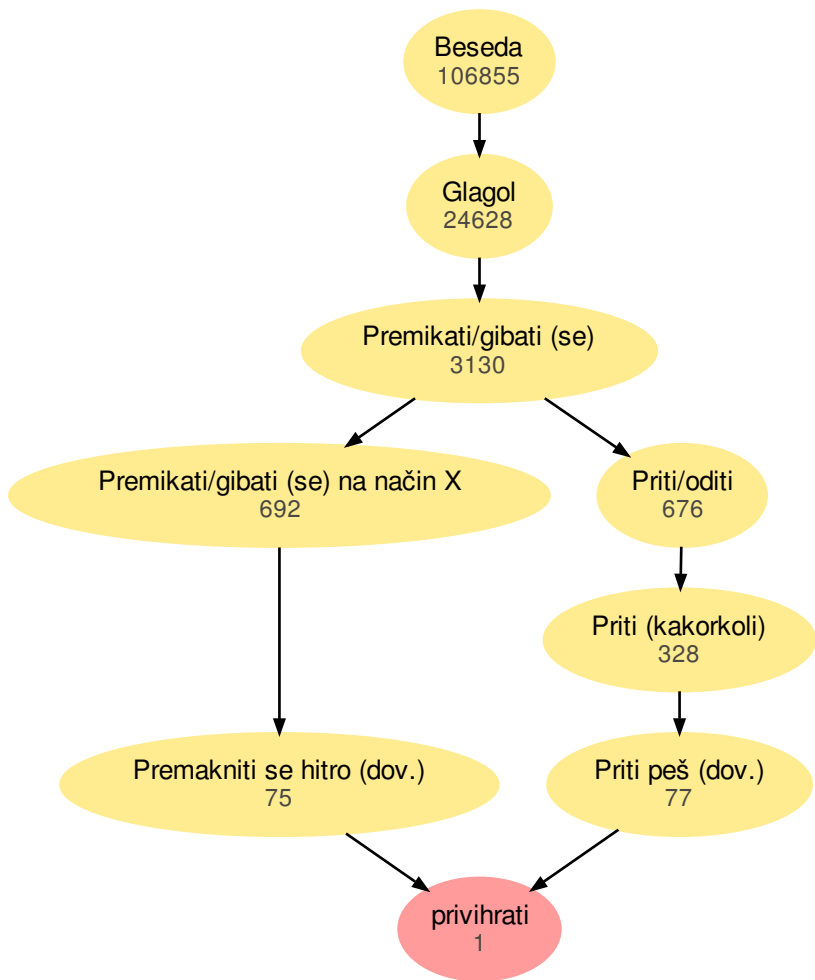 Beseda
106855
Glagol
24628
Premikati/gibati (se)
3130
Premikati/gibati (se) na način X
692
Priti/oditi
676
Priti (kakorkoli)
328
Premakniti se hitro (dov.)
75
Priti peš (dov.)
77
privihrati
1